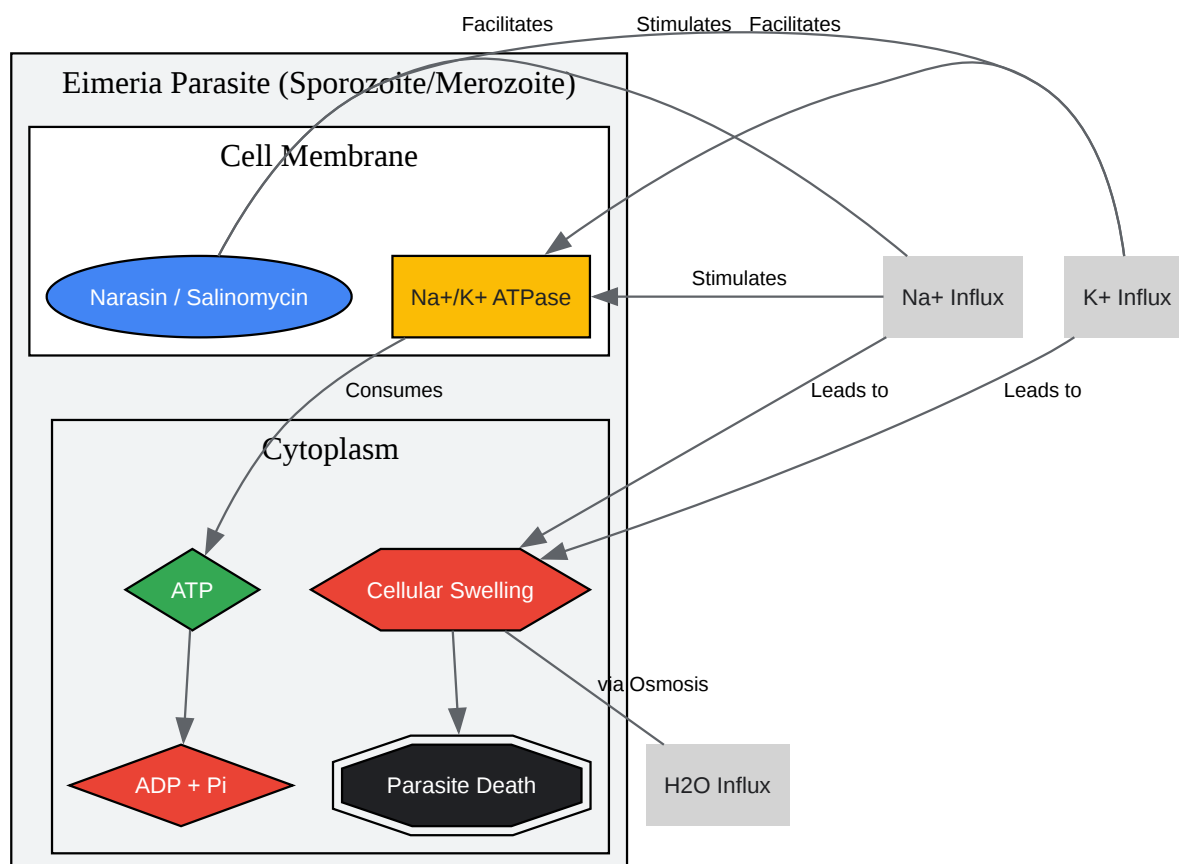 Facilitates
Stimulates
Facilitates
Eimeria Parasite (Sporozoite/Merozoite)
Cell Membrane
Narasin / Salinomycin
Na+/K+ ATPase
Stimulates
Na+ Influx
K+ Influx
Consumes
Leads to
Leads to
Cytoplasm
ATP
Cellular Swelling
via Osmosis
ADP + Pi
Parasite Death
H2O Influx